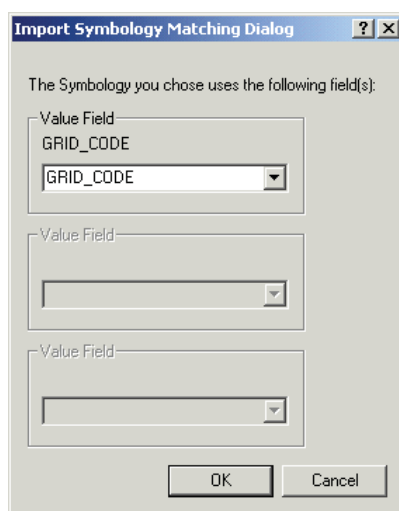 Import Symbology Matching Dialog
The Symbology you chose uses the following field(s):
Value Field
GRID_CODE
GRID_CODE
Value Field
Value Field
OK Cancel